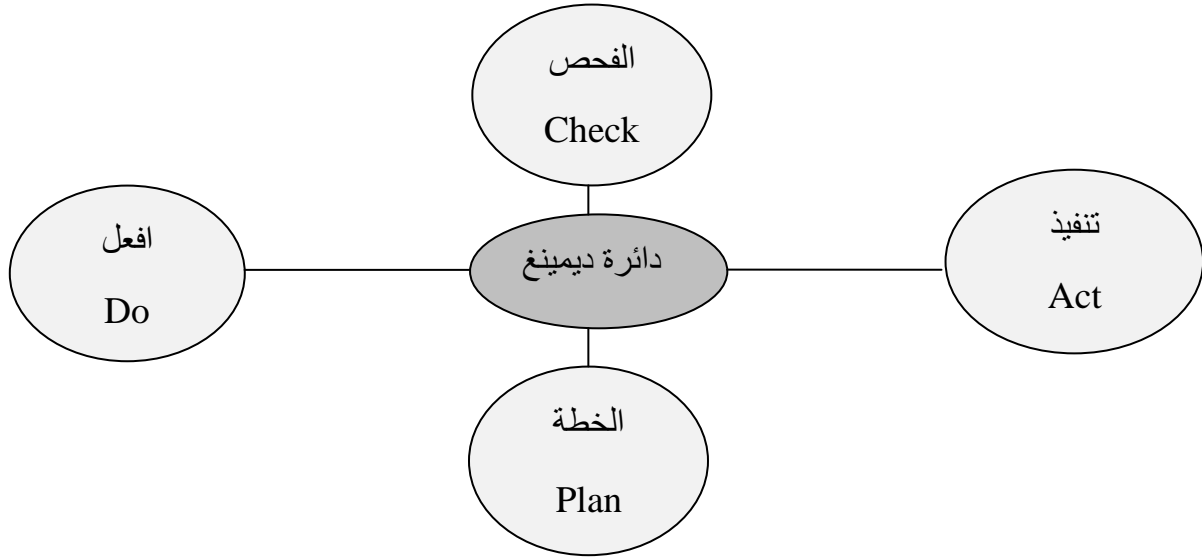 الفحص
Check
تنفيذ
Act
دائرة ديمينغ
افعل
Do
الخطة
Plan